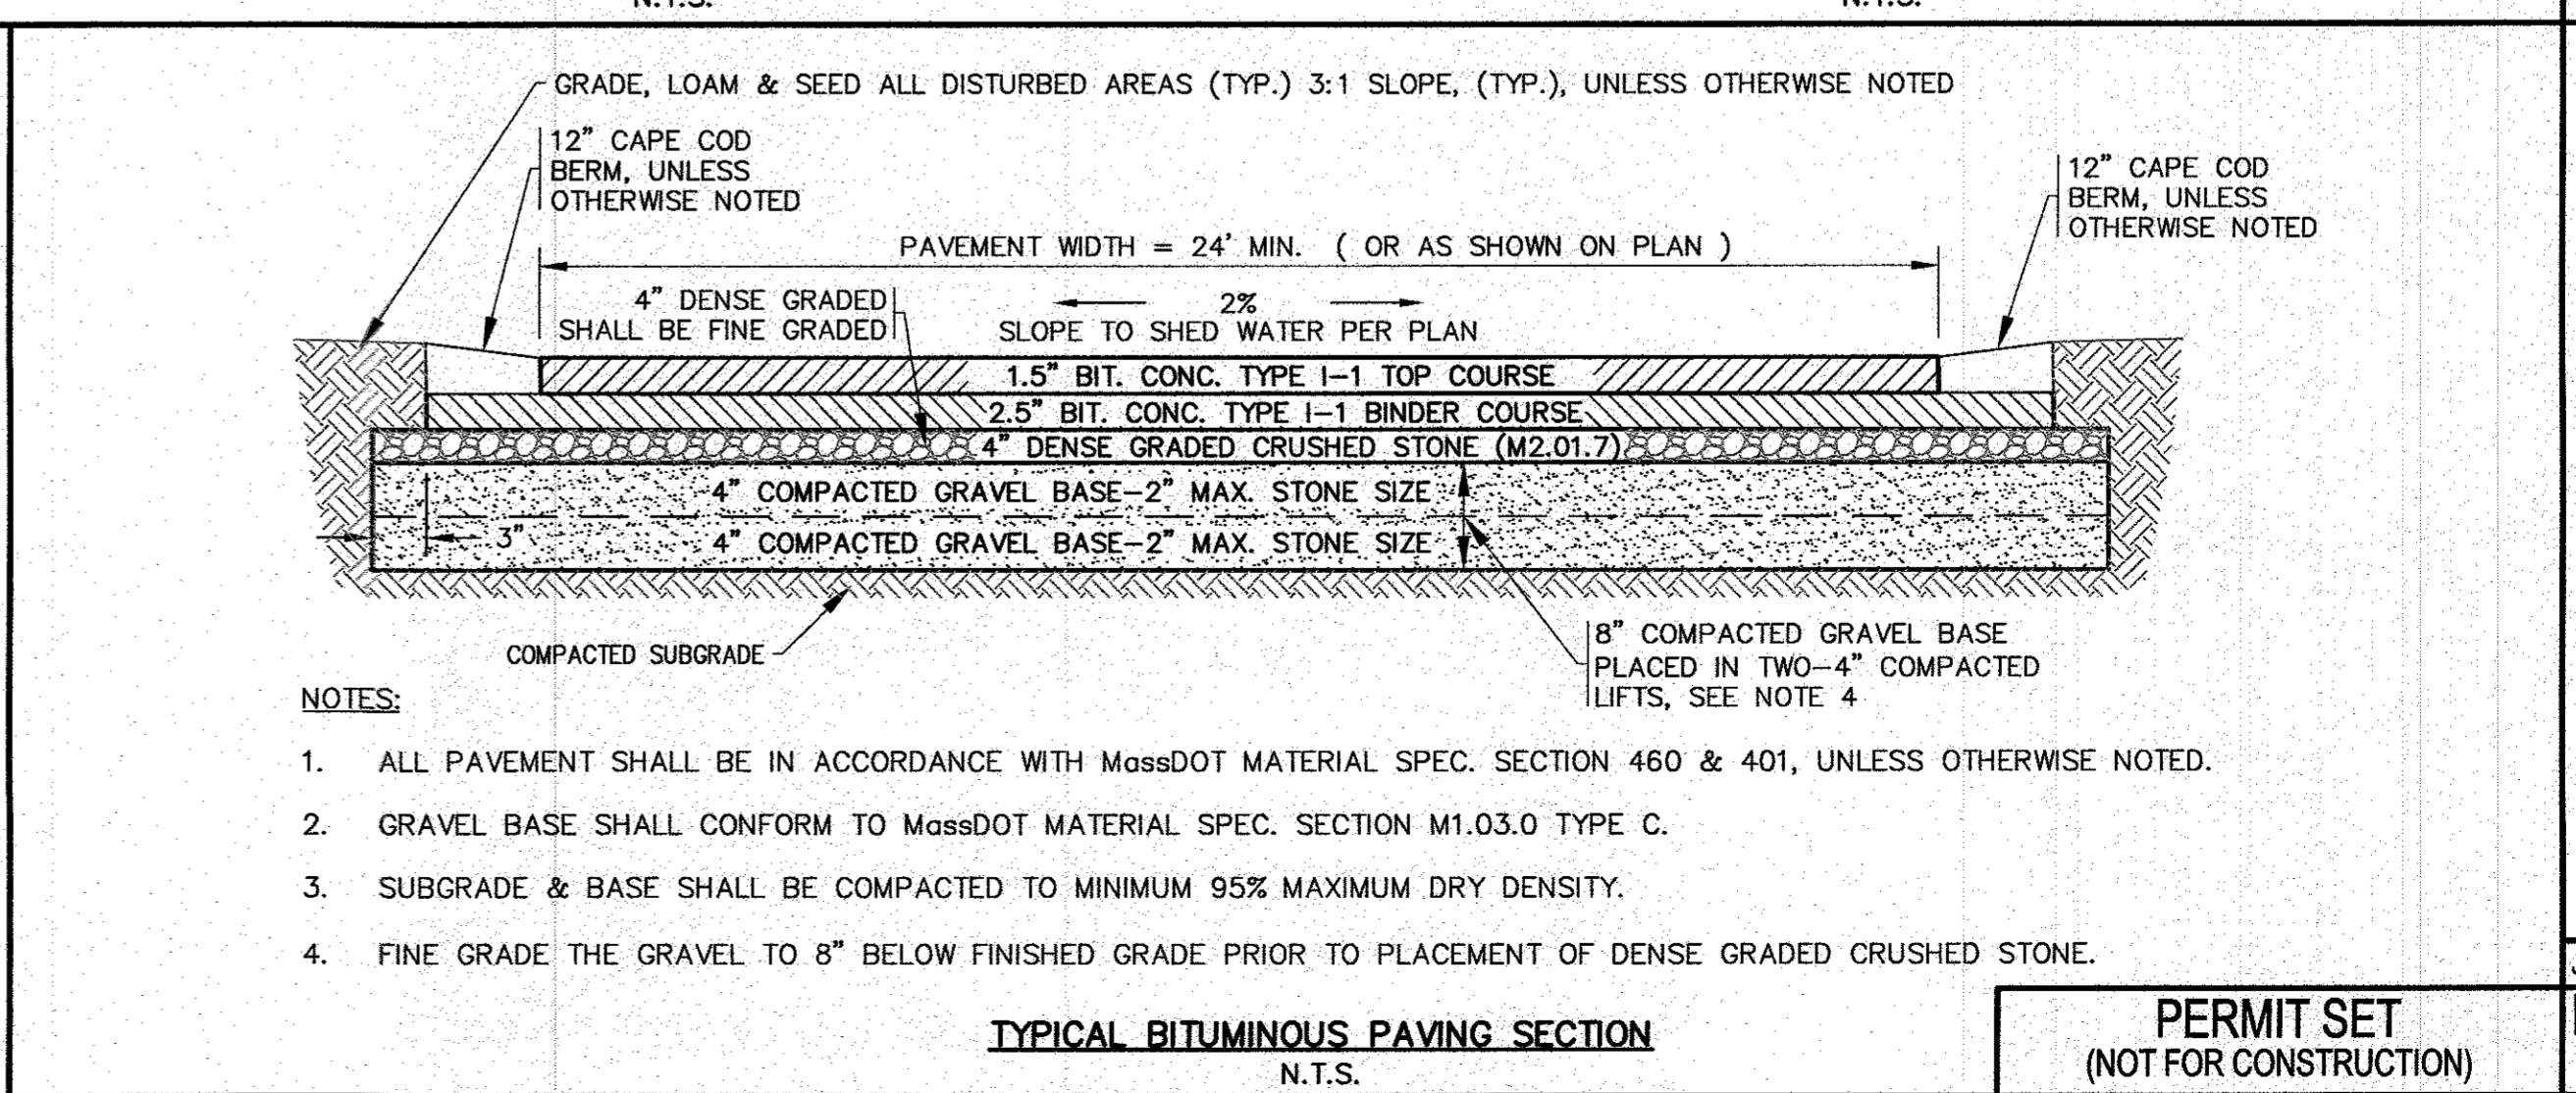 N.T.S.
N.T.S.
GRADE, LOAM & SEED ALL DISTURBED AREAS (TYP.) 3:1 SLOPE, (TYP.), UNLESS OTHERWISE NOTED
12" CAPE COD
BERM, UNLESS
OTHERWISE NOTED
12" CAPE COD
BERM, UNLESS
OTHERWISE NOTED
PAVEMENT WIDTH = 24' MIN. ( OR AS SHOWN ON PLAN )
4" DENSE GRADED
SHALL BE FINE GRADED
2%
SLOPE TO SHED WATER PER PLAN
1.5" BIT. CONC. TYPE I-1 TOP COURSE
2.5" BIT. CONC. TYPE I-1 BINDER COURSE
4" DENSE GRADED CRUSHED STONE (M2.01.7)
4" COMPACTED GRAVEL BASE-2" MAX. STONE SIZE
3"
4" COMPACTED GRAVEL BASE-2" MAX. STONE SIZE
COMPACTED SUBGRADE
8" COMPACTED GRAVEL BASE
PLACED IN TWO-4" COMPACTED
LIFTS, SEE NOTE 4
NOTES:
1. ALL PAVEMENT SHALL BE IN ACCORDANCE WITH MassDOT MATERIAL SPEC. SECTION 460 & 401, UNLESS OTHERWISE NOTED.
2. GRAVEL BASE SHALL CONFORM TO MassDOT MATERIAL SPEC. SECTION M1.03.0 TYPE C.
3. SUBGRADE & BASE SHALL BE COMPACTED TO MINIMUM 95% MAXIMUM DRY DENSITY.
4. FINE GRADE THE GRAVEL TO 8" BELOW FINISHED GRADE PRIOR TO PLACEMENT OF DENSE GRADED CRUSHED STONE.
TYPICAL BITUMINOUS PAVING SECTION
N.T.S.
PERMIT SET
(NOT FOR CONSTRUCTION)